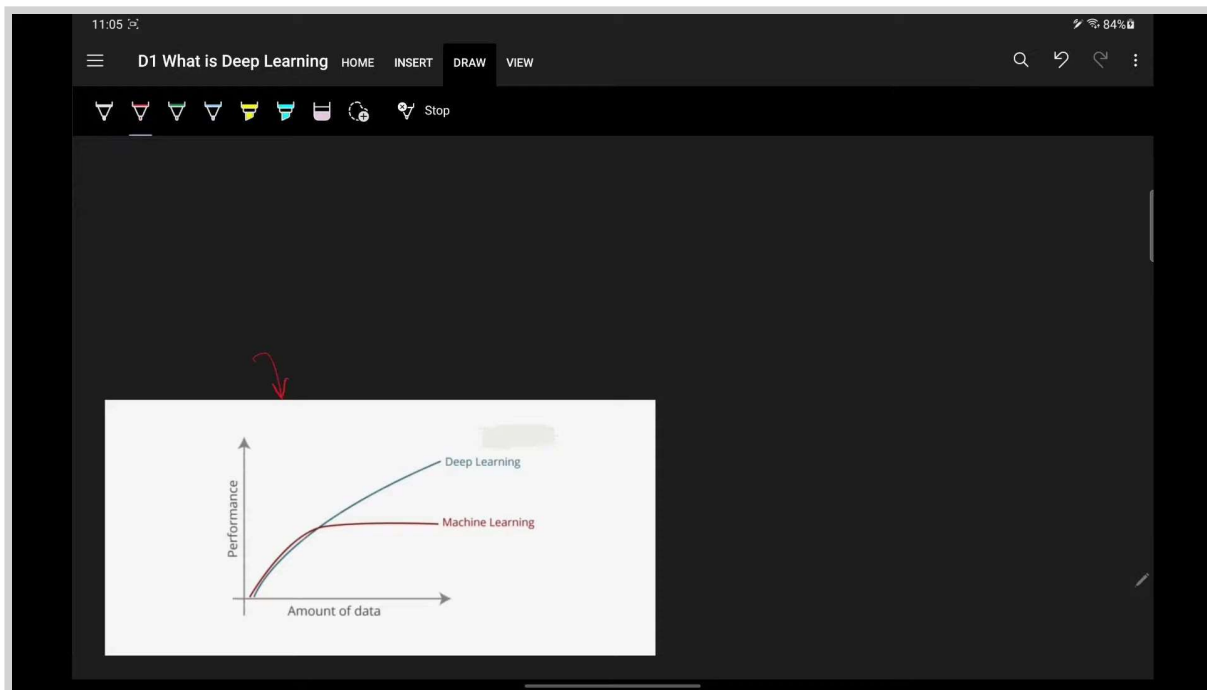 11:05 84%
D1 What is Deep Learning HOME INSERT DRAW VIEW
Stop
Deep Learning
Performance
Machine Learning
Amount of data